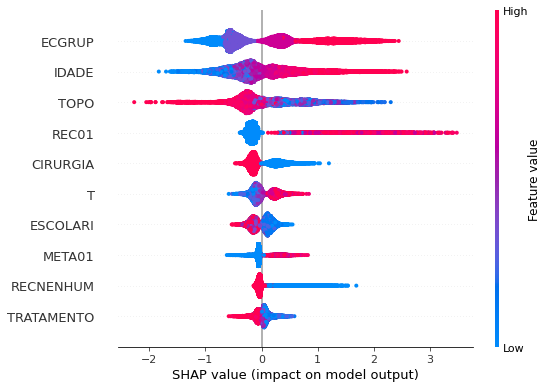 High
ECGRUP
IDADE
TOPO
REC01
CIRURGIA
T
ESCOLARI
META01
RECNENHUM
TRATAMENTO
Low
Feature value
−2 −1 0 1 2 3
SHAP value (impact on model output)